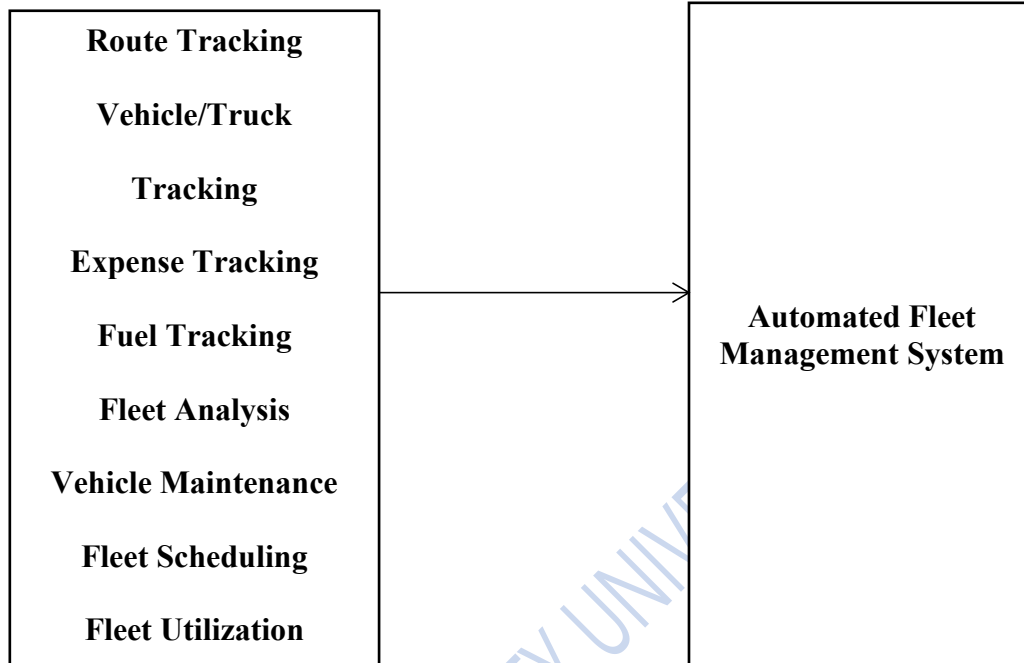 Route Tracking
Vehicle/Truck
Tracking
Expense Tracking
Fuel Tracking
Fleet Analysis
Vehicle Maintenance
Fleet Scheduling
Fleet Utilization
Automated Fleet
Management System